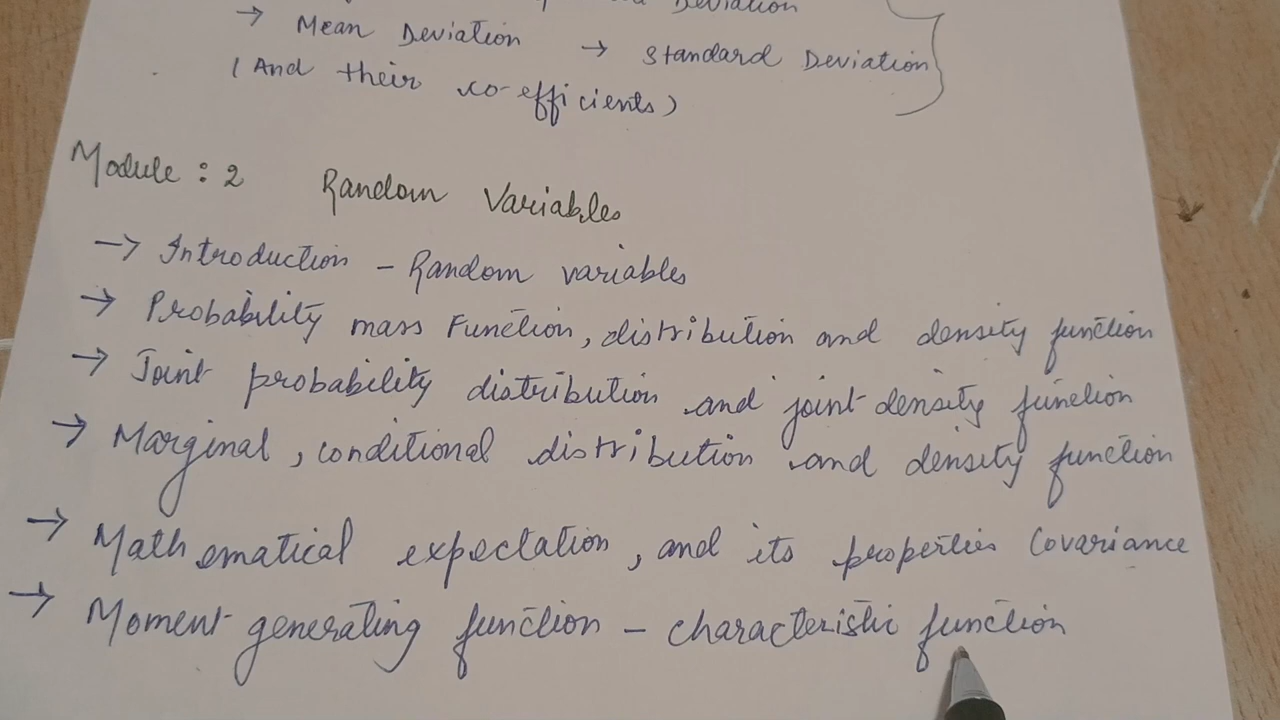 Deviation
→ Mean Deviation → Standard Deviation
(And their co-efficients)
Module : 2 Random Variables
→ Introduction - Random variables
→ Probability mass Function, distribution and density function
→ Joint probability distribution and joint density function
→ Marginal, conditional distribution and density function
→ Mathematical expectation, and its properties Covariance
→ Moment generating function - characteristic function